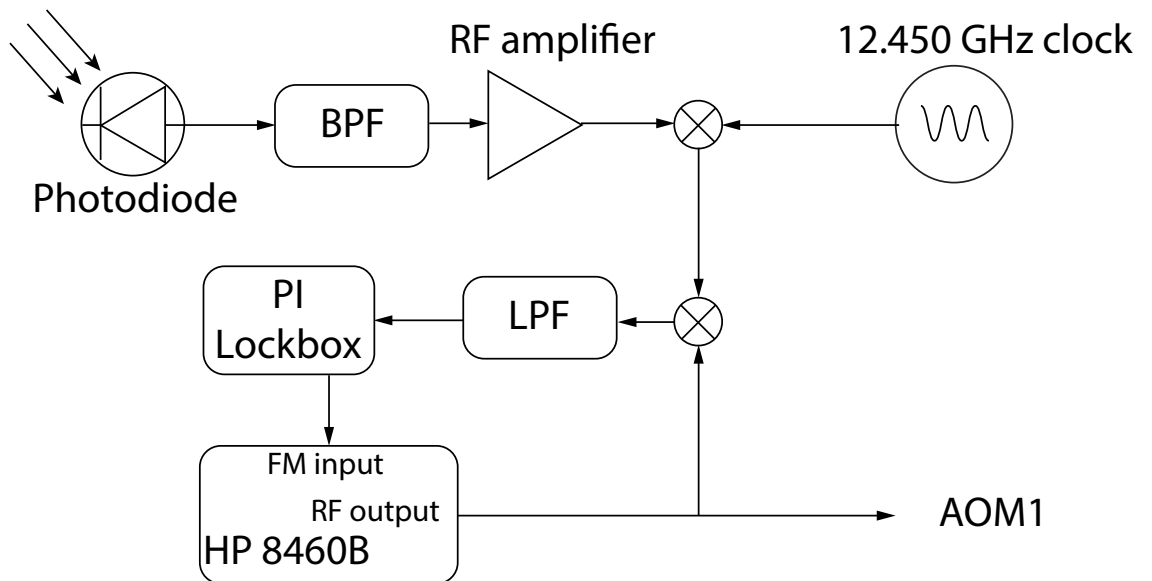 RF amplifier
12.450 GHz clock
BPF
Photodiode
PI
Lockbox
LPF
FM input
RF output
HP 8460B
AOM1